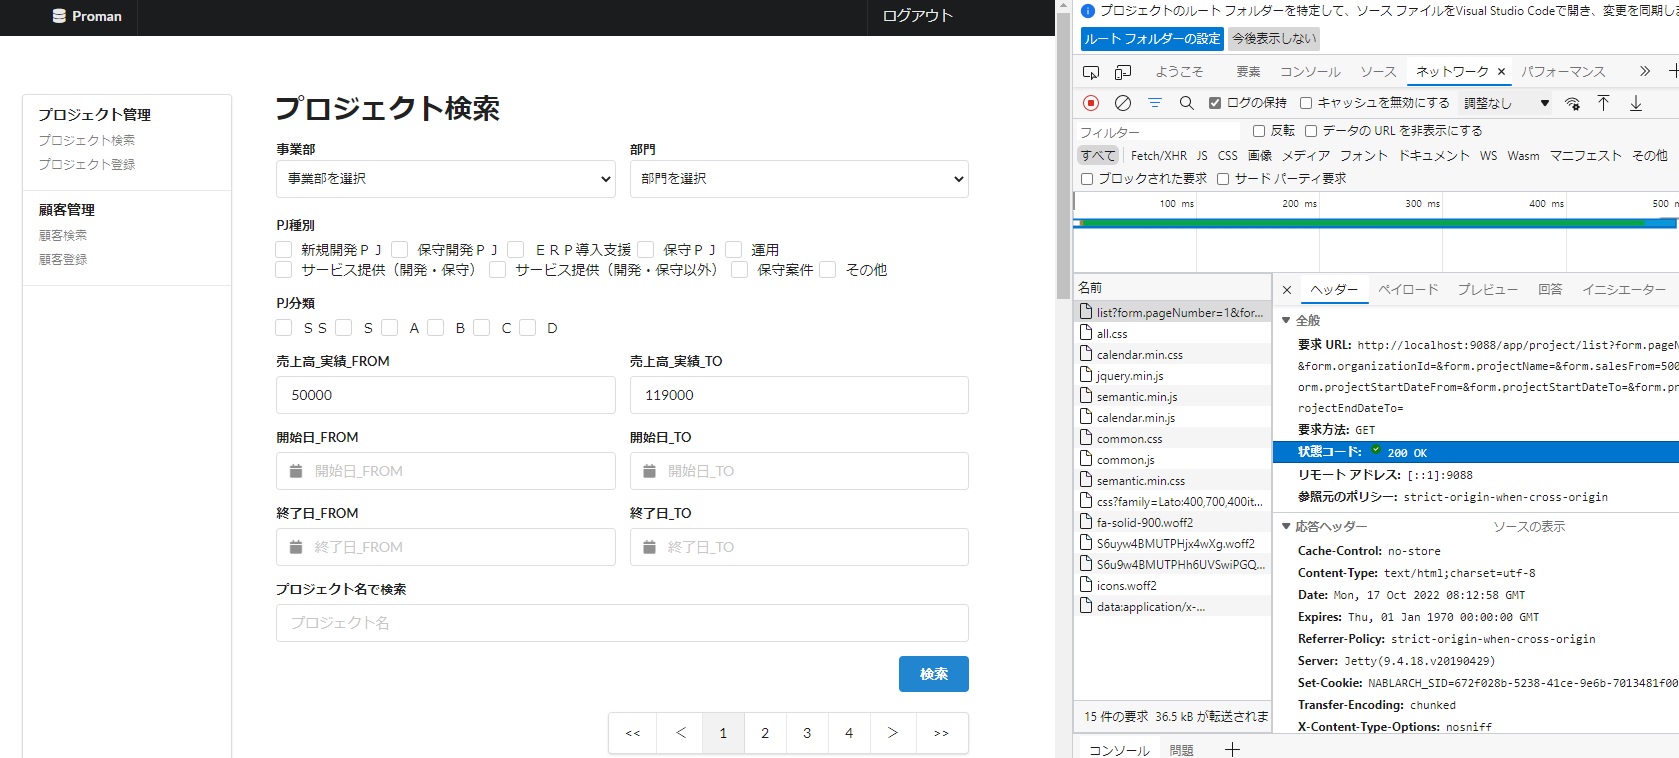 Proman
ログアウト
プロジェクト管理
プロジェクト検索
プロジェクト登録
顧客管理
顧客検索
顧客登録
プロジェクト検索
事業部
部門
事業部を選択
部門を選択
PJ種別
新規開発ＰＪ 保守開発ＰＪ ＥＲＰ導入支援 保守ＰＪ 運用
サービス提供（開発・保守） サービス提供（開発・保守以外） 保守案件 その他
PJ分類
ＳＳ Ｓ Ａ Ｂ Ｃ Ｄ
売上高_実績_FROM
売上高_実績_TO
50000
119000
開始日_FROM
開始日_TO
開始日_FROM
開始日_TO
終了日_FROM
終了日_TO
終了日_FROM
終了日_TO
プロジェクト名で検索
プロジェクト名
検索
<< < 1 2 3 4 > >>
プロジェクトのルート フォルダーを特定して、ソース ファイルをVisual Studio Codeで開き、変更を同期しま
ルート フォルダーの設定 今後表示しない
ようこそ 要素 コンソール ソース ネットワーク × パフォーマンス
ログの保持 キャッシュを無効にする 調整なし
フィルター 反転 データの URL を非表示にする
すべて Fetch/XHR JS CSS 画像 メディア フォント ドキュメント WS Wasm マニフェスト その他
ブロックされた要求 サード パーティ要求
100 ms 200 ms 300 ms 400 ms 500 m
名前
list?form.pageNumber=1&for...
all.css
calendar.min.css
jquery.min.js
semantic.min.js
calendar.min.js
common.css
common.js
semantic.min.css
css?family=Lato:400,700,400it...
fa-solid-900.woff2
S6uyw4BMUTPHjx4wXg.woff2
S6u9w4BMUTPHh6UVSwiPGQ...
icons.woff2
data:application/x-...
15 件の要求 36.5 kB が転送されま
× ヘッダー ペイロード プレビュー 回答 イニシエーター
全般
要求 URL: http://localhost:9088/app/project/list?form.pageN
&form.organizationId=&form.projectName=&form.salesFrom=500
orm.projectStartDateFrom=&form.projectStartDateTo=&form.pr
rojectEndDateTo=
要求方法: GET
状態コード: 200 OK
リモート アドレス: [::1]:9088
参照元のポリシー: strict-origin-when-cross-origin
応答ヘッダー ソースの表示
Cache-Control: no-store
Content-Type: text/html;charset=utf-8
Date: Mon, 17 Oct 2022 08:12:58 GMT
Expires: Thu, 01 Jan 1970 00:00:00 GMT
Referrer-Policy: strict-origin-when-cross-origin
Server: Jetty(9.4.18.v20190429)
Set-Cookie: NABLARCH_SID=672f028b-5238-41ce-9e6b-7013481f00
Transfer-Encoding: chunked
X-Content-Type-Options: nosniff
コンソール 問題